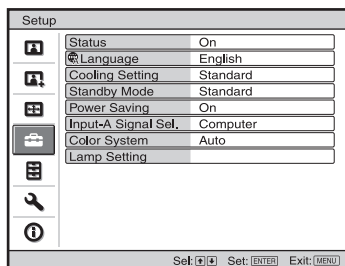 Setup
Status On
Language English
Cooling Setting Standard
Standby Mode Standard
Power Saving On
Input-A Signal Sel. Computer
Color System Auto
Lamp Setting
Sel: Set: ENTER Exit: MENU